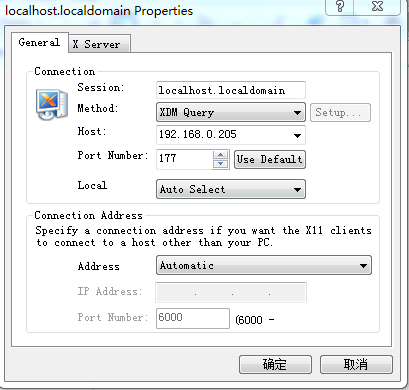 localhost.localdomain Properties
General X Server
Connection
Session: localhost.localdomain
Method: XDM Query Setup...
Host: 192.168.0.205
Port Number: 177 Use Default
Local Auto Select
Connection Address
Specify a connection address if you want the X11 clients
to connect to a host other than your PC.
Address Automatic
IP Address: . . .
Port Number: 6000 (6000 -
确定 取消